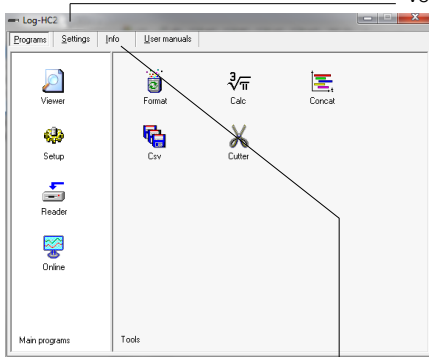 Log-HC2
Programs Settings Info User manuals
Viewer Format Calc Concat
Setup Csv Cutter
Reader
Online
Main programs Tools